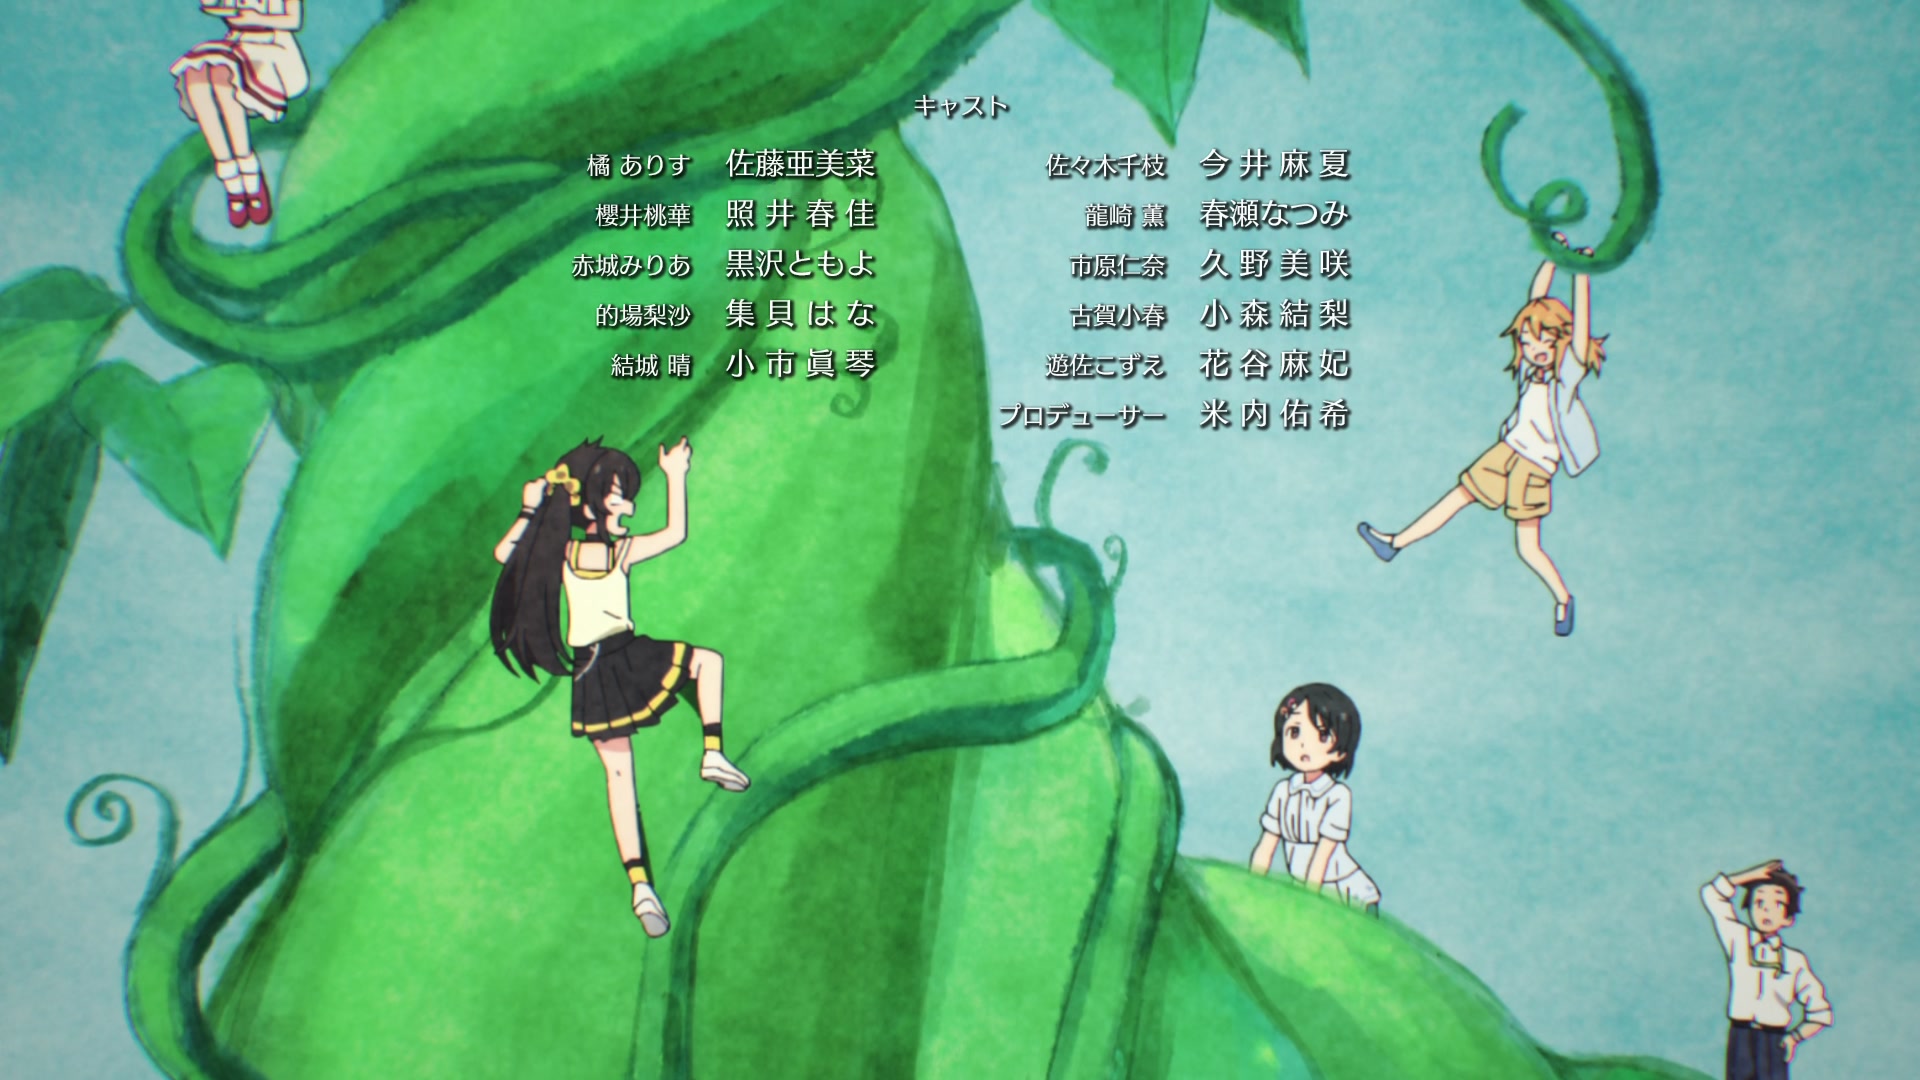 キャスト
橘 ありす 佐藤亜美菜
櫻井桃華 照井春佳
赤城みりあ 黒沢ともよ
的場梨沙 集貝はな
結城 晴 小市眞琴
佐々木千枝 今井麻夏
龍崎 薫 春瀬なつみ
市原仁奈 久野美咲
古賀小春 小森結梨
遊佐こずえ 花谷麻妃
プロデューサー 米内佑希